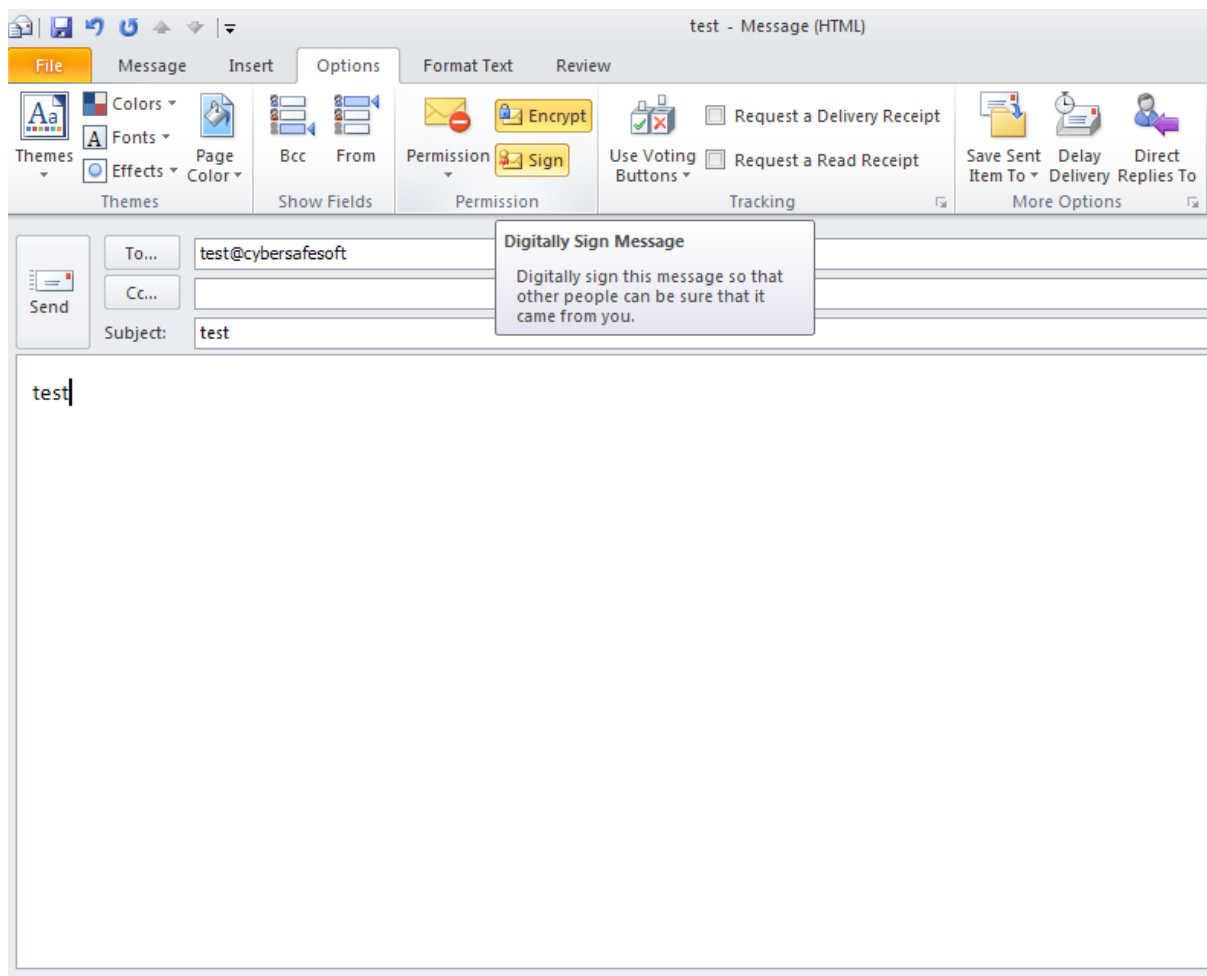 test - Message (HTML)
File Message Insert Options Format Text Review
Aa Colors
A Fonts
Effects
Themes
Page Color
Themes
Bcc From
Show Fields
Permission
Encrypt
Sign
Permission
Use Voting Buttons
Request a Delivery Receipt
Request a Read Receipt
Tracking
Save Sent Item To
Delay Delivery
Direct Replies To
More Options
Digitally Sign Message
Digitally sign this message so that
other people can be sure that it
came from you.
Send
To... test@cybersafesoft
Cc...
Subject: test
test